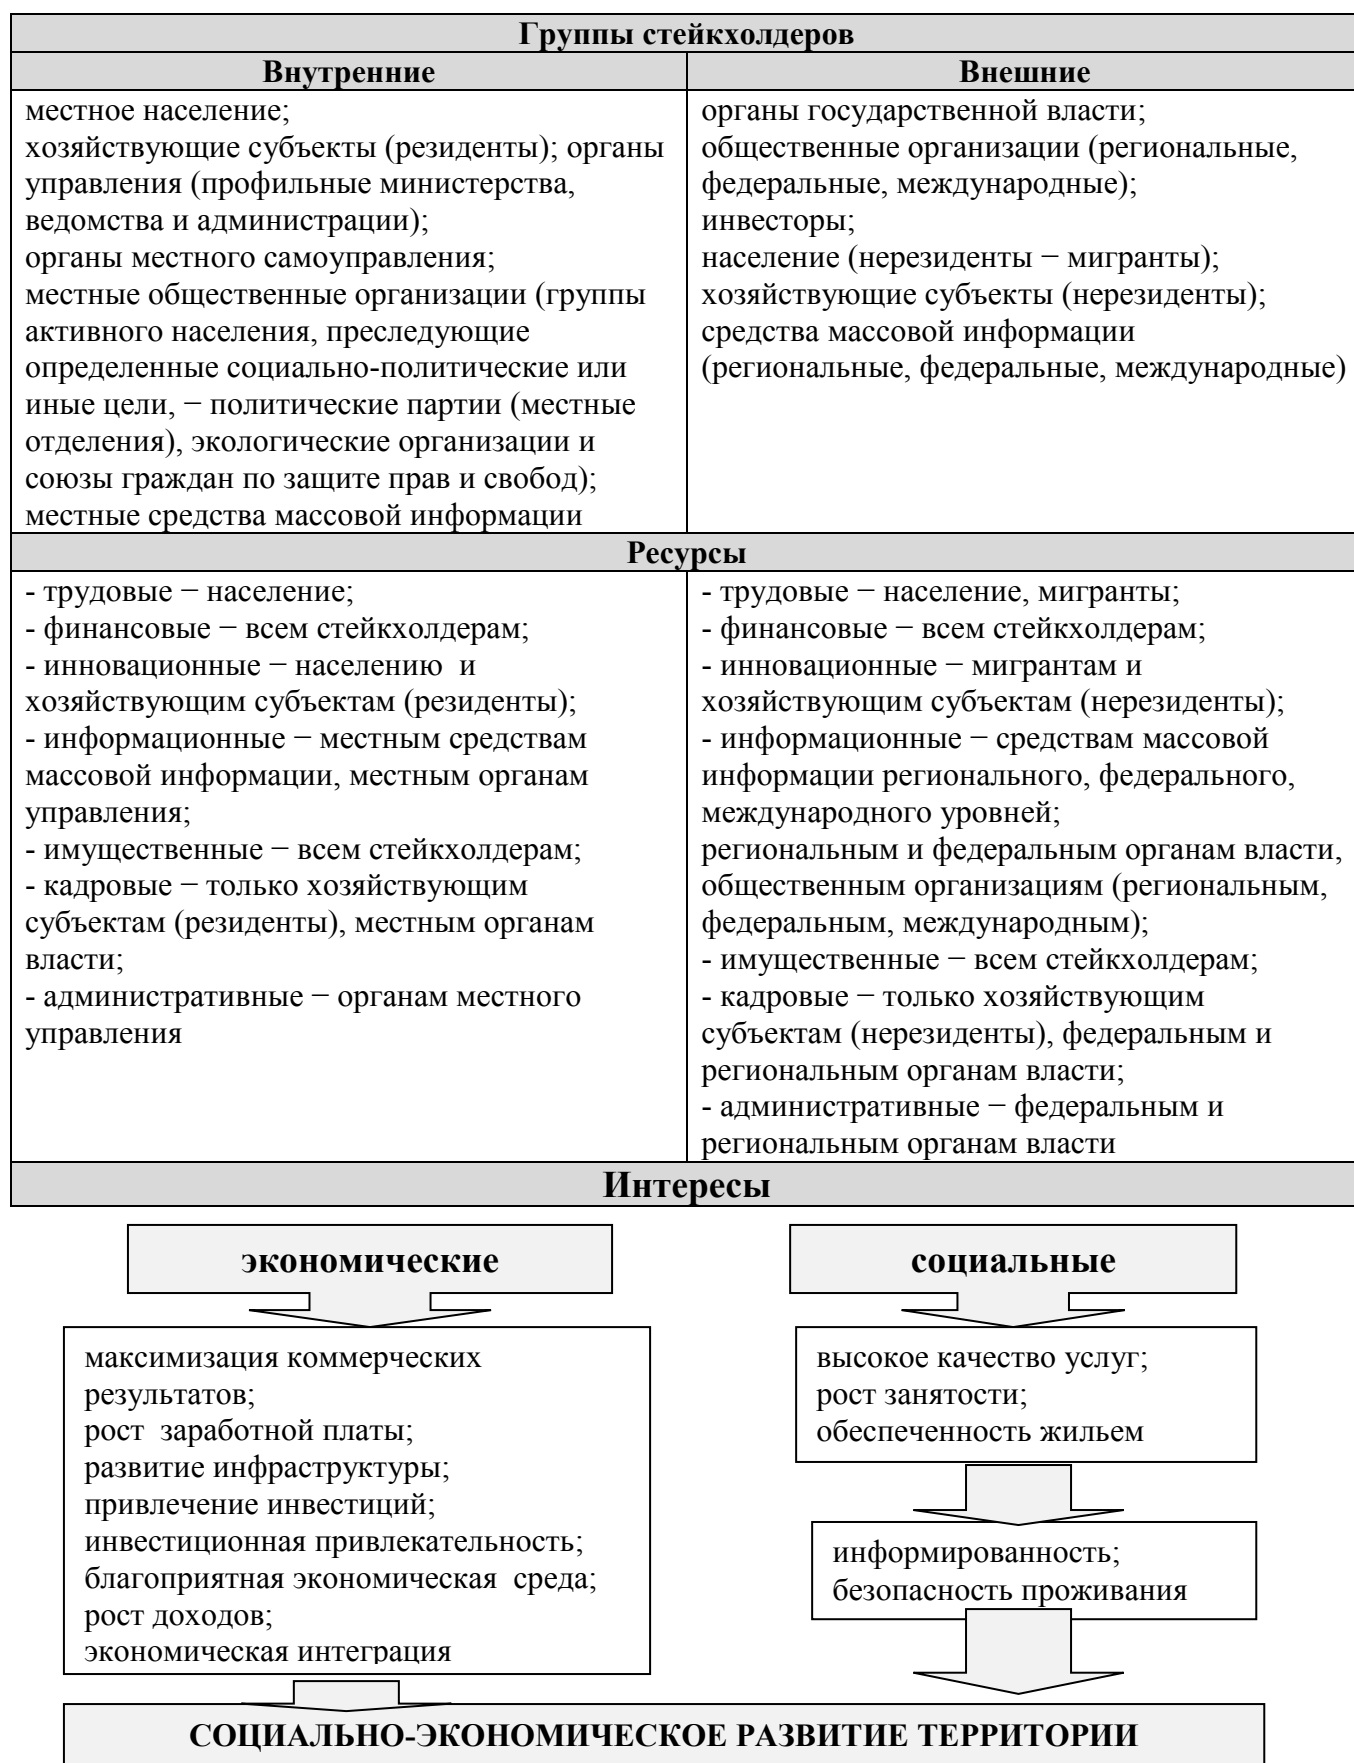 Группы стейкхолдеров
Внутренние
Внешние
местное население;
хозяйствующие субъекты (резиденты); органы
управления (профильные министерства,
ведомства и администрации);
органы местного самоуправления;
местные общественные организации (группы
активного населения, преследующие
определенные социально-политические или
иные цели, − политические партии (местные
отделения), экологические организации и
союзы граждан по защите прав и свобод);
местные средства массовой информации
органы государственной власти;
общественные организации (региональные,
федеральные, международные);
инвесторы;
население (нерезиденты − мигранты);
хозяйствующие субъекты (нерезиденты);
средства массовой информации
(региональные, федеральные, международные)
Ресурсы
- трудовые − население;
- финансовые − всем стейкхолдерам;
- инновационные − населению и
хозяйствующим субъектам (резиденты);
- информационные − местным средствам
массовой информации, местным органам
управления;
- имущественные − всем стейкхолдерам;
- кадровые − только хозяйствующим
субъектам (резиденты), местным органам
власти;
- административные − органам местного
управления
- трудовые − население, мигранты;
- финансовые − всем стейкхолдерам;
- инновационные − мигрантам и
хозяйствующим субъектам (нерезиденты);
- информационные − средствам массовой
информации регионального, федерального,
международного уровней;
региональным и федеральным органам власти,
общественным организациям (региональным,
федеральным, международным);
- имущественные − всем стейкхолдерам;
- кадровые − только хозяйствующим
субъектам (нерезиденты), федеральным и
региональным органам власти;
- административные − федеральным и
региональным органам власти
Интересы
экономические
максимизация коммерческих
результатов;
рост заработной платы;
развитие инфраструктуры;
привлечение инвестиций;
инвестиционная привлекательность;
благоприятная экономическая среда;
рост доходов;
экономическая интеграция
социальные
высокое качество услуг;
рост занятости;
обеспеченность жильем
информированность;
безопасность проживания
СОЦИАЛЬНО-ЭКОНОМИЧЕСКОЕ РАЗВИТИЕ ТЕРРИТОРИИ